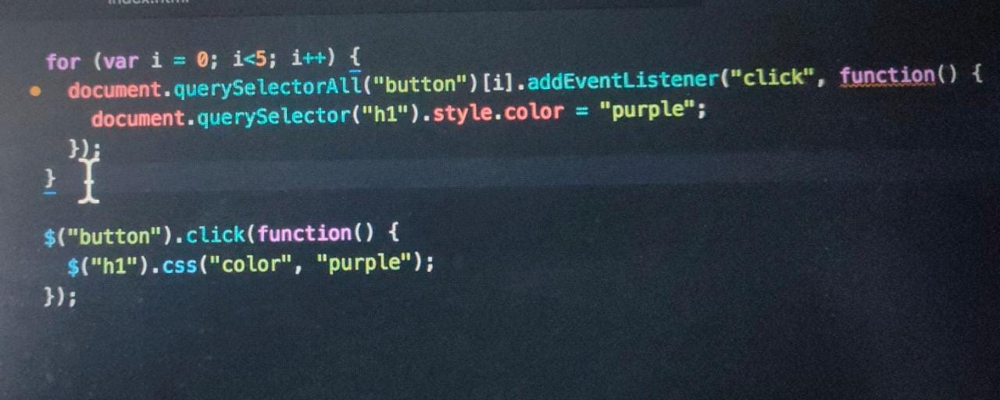 for (var i = 0; i<5; i++) {
document.querySelectorAll("button")[i].addEventListener("click", function() {
document.querySelector("h1").style.color = "purple";
});
}
$("button").click(function() {
$("h1").css("color", "purple");
});